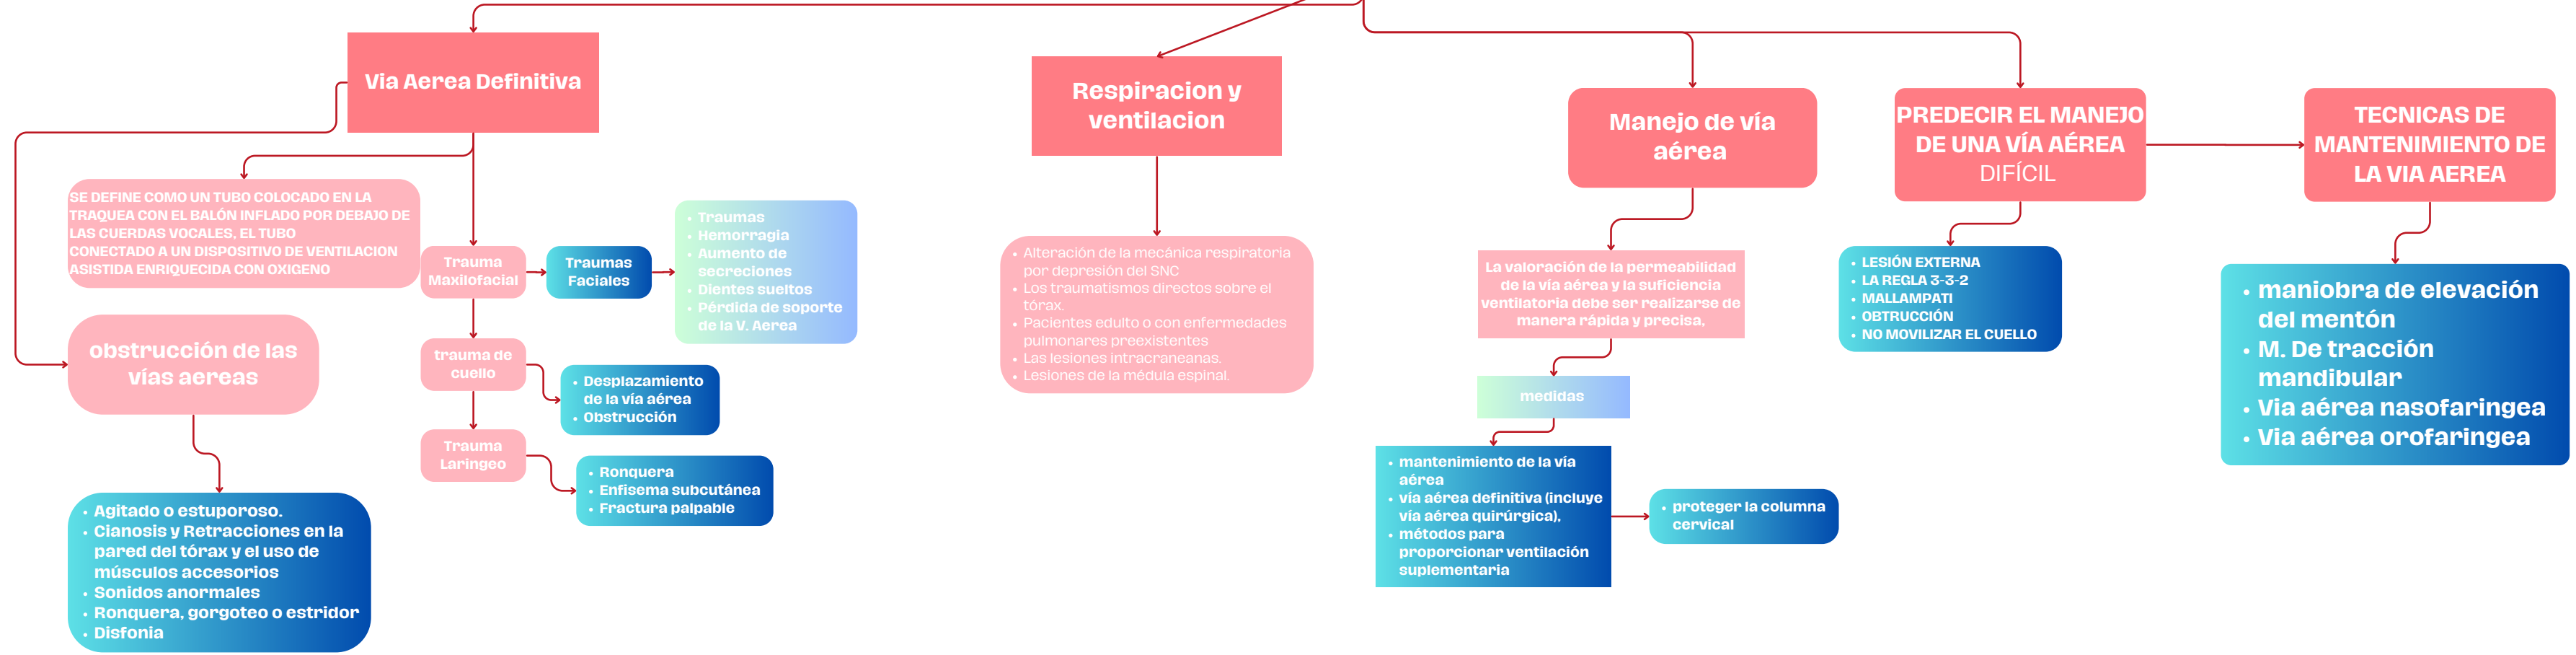 Via Aerea Definitiva
SE DEFINE COMO UN TUBO COLOCADO EN LA
TRAQUEA CON EL BALÓN INFLADO POR DEBAJO DE
LAS CUERDAS VOCALES, EL TUBO
CONECTADO A UN DISPOSITIVO DE VENTILACION
ASISTIDA ENRIQUECIDA CON OXIGENO
obstrucción de las
vías aereas
• Agitado o estuporoso.
• Cianosis y Retracciones en la
pared del tórax y el uso de
músculos accesorios
• Sonidos anormales
• Ronquera, gorgoteo o estridor
• Disfonia
Trauma
Maxilofacial
Traumas
Faciales
• Traumas
• Hemorragia
• Aumento de
secreciones
• Dientes sueltos
• Pérdida de soporte
de la V. Aerea
trauma de
cuello
• Desplazamiento
de la vía aérea
• Obstrucción
Trauma
Laríngeo
• Ronquera
• Enfisema subcutánea
• Fractura palpable
Respiracion y
ventilacion
• Alteración de la mecánica respiratoria
por depresión del SNC
• Los traumatismos directos sobre el
tórax.
• Pacientes edulto o con enfermedades
pulmonares preexistentes
• Las lesiones intracraneanas.
• Lesiones de la médula espinal.
Manejo de vía
aérea
La valoración de la permeabilidad
de la vía aérea y la suficiencia
ventilatoria debe ser realizarse de
manera rápida y precisa,
medidas
• mantenimiento de la vía
aérea
• vía aérea definitiva (incluye
vía aérea quirúrgica),
• métodos para
proporcionar ventilación
suplementaria
• proteger la columna
cervical
PREDECIR EL MANEJO
DE UNA VÍA AÉREA
DIFÍCIL
• LESIÓN EXTERNA
• LA REGLA 3-3-2
• MALLAMPATI
• OBTRUCCIÓN
• NO MOVILIZAR EL CUELLO
TECNICAS DE
MANTENIMIENTO DE
LA VIA AEREA
• maniobra de elevación
del mentón
• M. De tracción
mandibular
• Via aérea nasofaringea
• Via aérea orofaringea